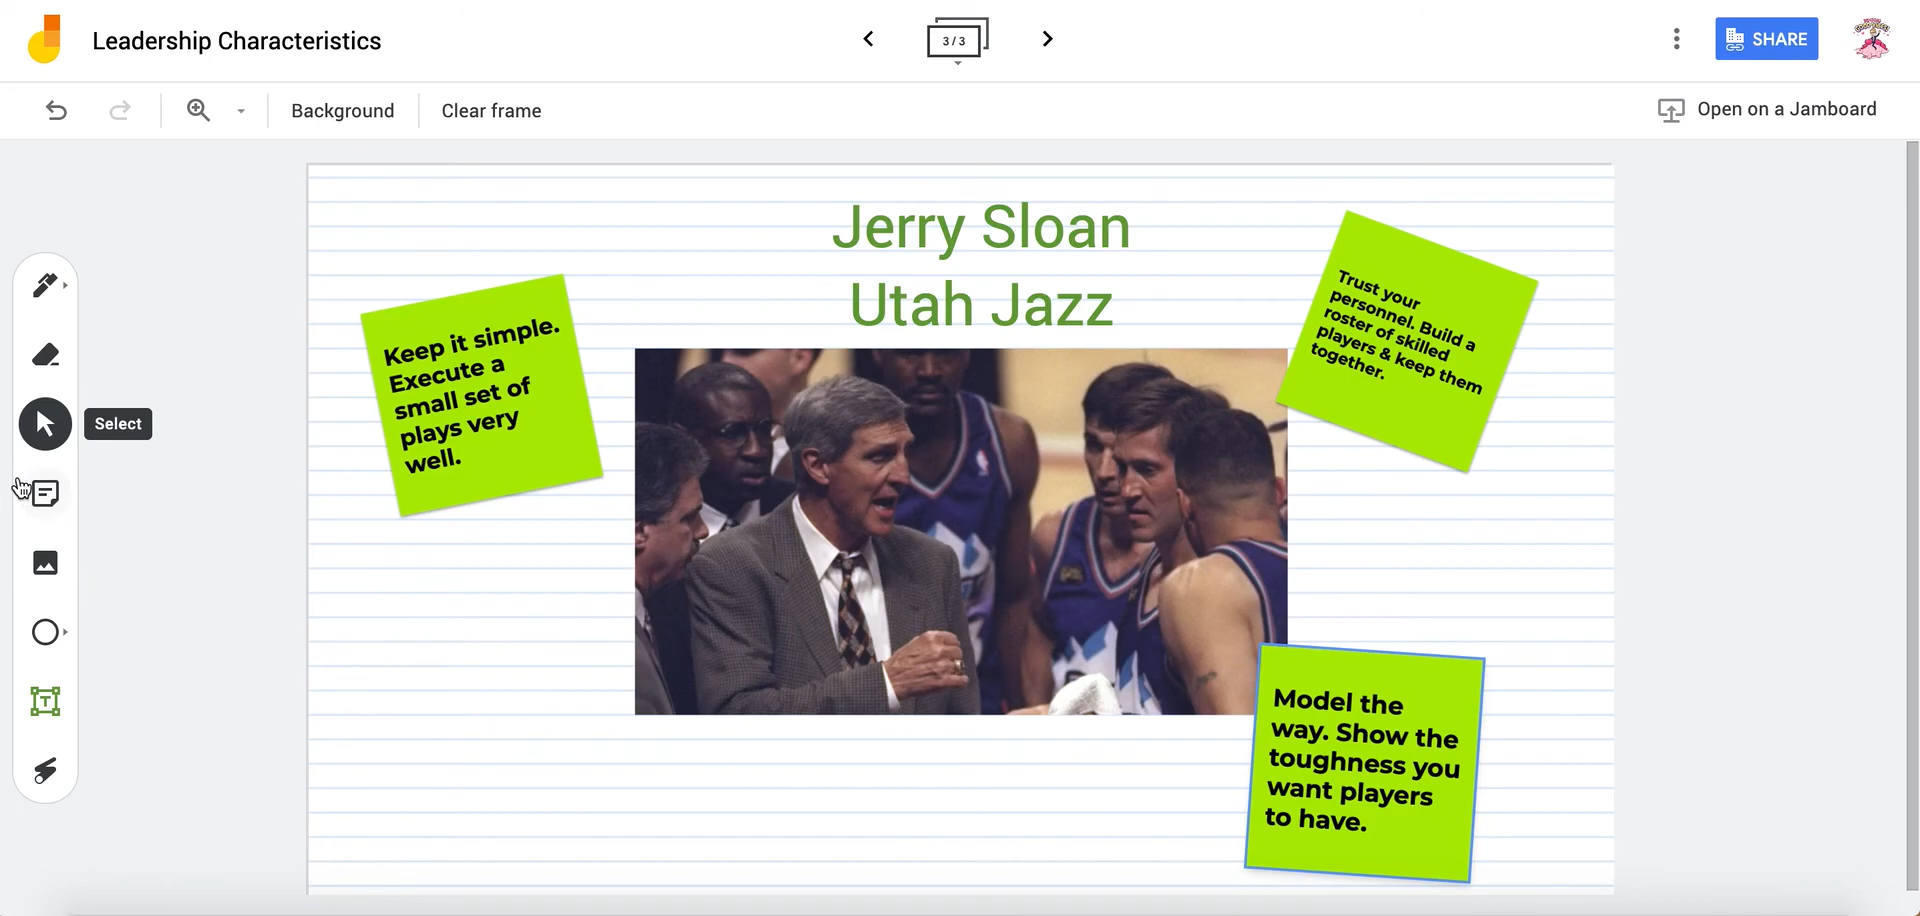 Leadership Characteristics
3 / 3
SHARE
Background
Clear frame
Open on a Jamboard
Select
Jerry Sloan
Utah Jazz
Keep it simple.
Execute a
small set of
plays very
well.
Trust your
personnel. Build a
roster of skilled
players & keep them
together.
Model the
way. Show the
toughness you
want players
to have.